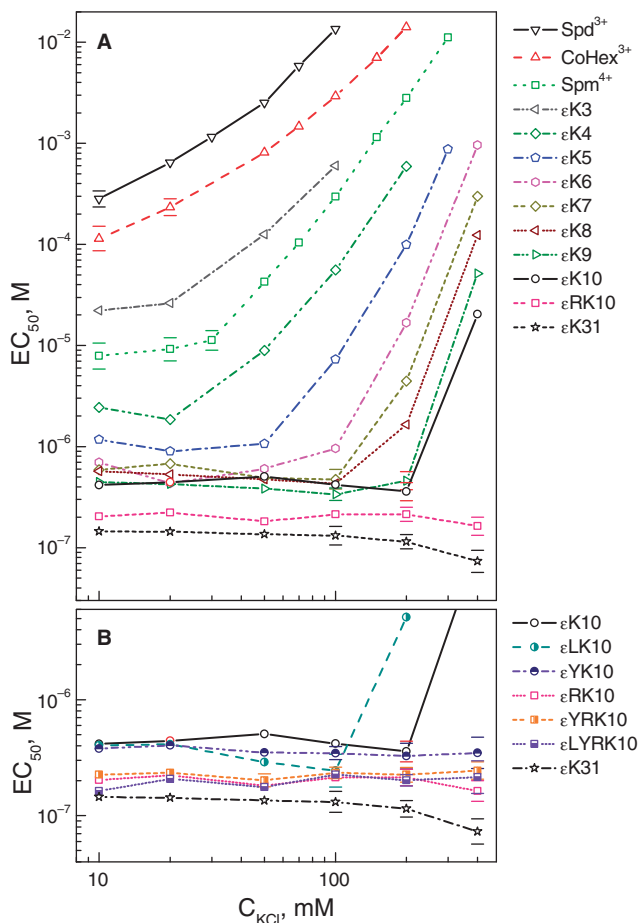 A
10⁻²
10⁻³
10⁻⁴
10⁻⁵
10⁻⁶
10⁻⁷
EC₅₀, M
Spd³⁺
CoHex³⁺
Spm⁴⁺
εK3
εK4
εK5
εK6
εK7
εK8
εK9
εK10
εRK10
εK31
B
10⁻⁶
10⁻⁷
EC₅₀, M
εK10
εLK10
εYK10
εRK10
εYRK10
εLYRK10
εK31
10
100
C_KCl, mM